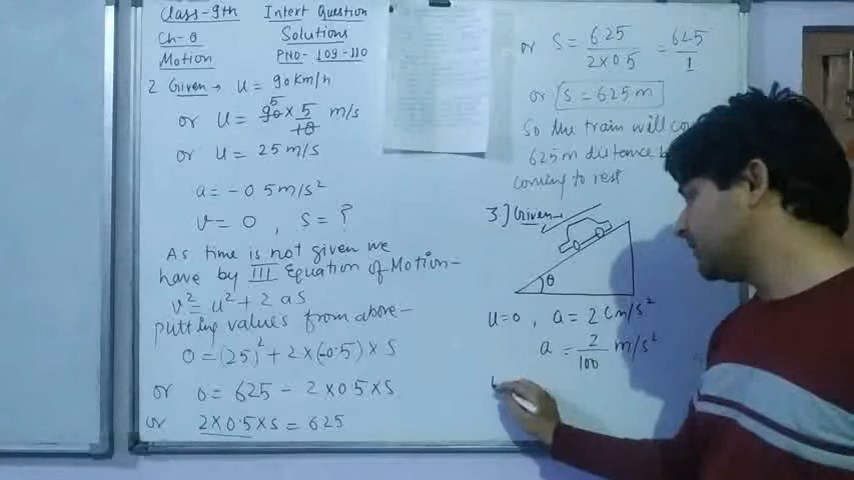 Class-9th Intext Question
Ch-8 Solutions
Motion PNO-109-110
2 Given → u = 90 km/h
or u = 90 5 × 5/18 m/s
or u = 25 m/s
a = -0.5 m/s²
v = 0, s = ?
As time is not given we
have by III Equation of Motion-
v² = u² + 2as
putting values from above-
0 = (25)² + 2×(-0.5)×s
or 0 = 625 - 2×0.5×s
or 2×0.5×s = 625
or s = 625/2×0.5 = 625/1
or s = 625 m
So the train will
625m distance
coming to rest
3.) Given→
θ
u=0, a = 2 cm/s²
a = 2/100 m/s²